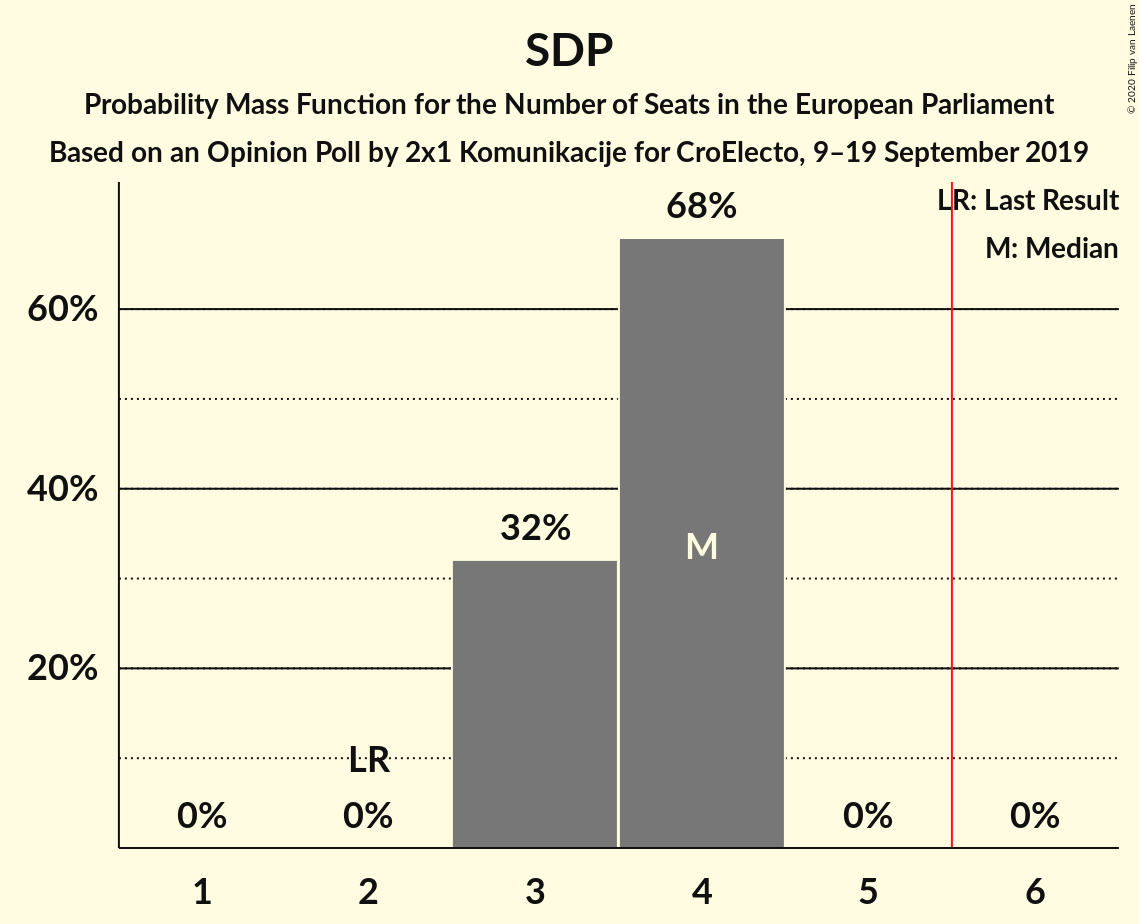 SDP
Probability Mass Function for the Number of Seats in the European Parliament
Based on an Opinion Poll by 2x1 Komunikacije for CroElecto, 9–19 September 2019
© 2020 Filip van Laenen
LR: Last Result
M: Median
68%
60%
40%
32%
M
20%
LR
0%
0%
0%
0%
1
2
3
4
5
6